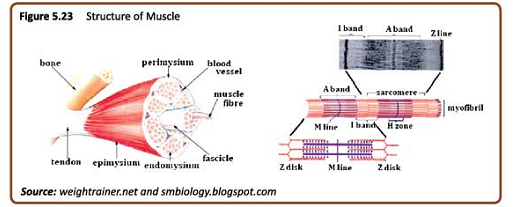 Figure 5.23 Structure of Muscle
bone
perimysium
blood
vessel
muscle
fibre
fascicle
endomysium
epimysium
tendon
I band
A band
Z line
A band
sarcomere
myofibril
M line
I band
H zone
Z disk
M line
Z disk
Source: weightrainer.net and smbiology.blogspot.com